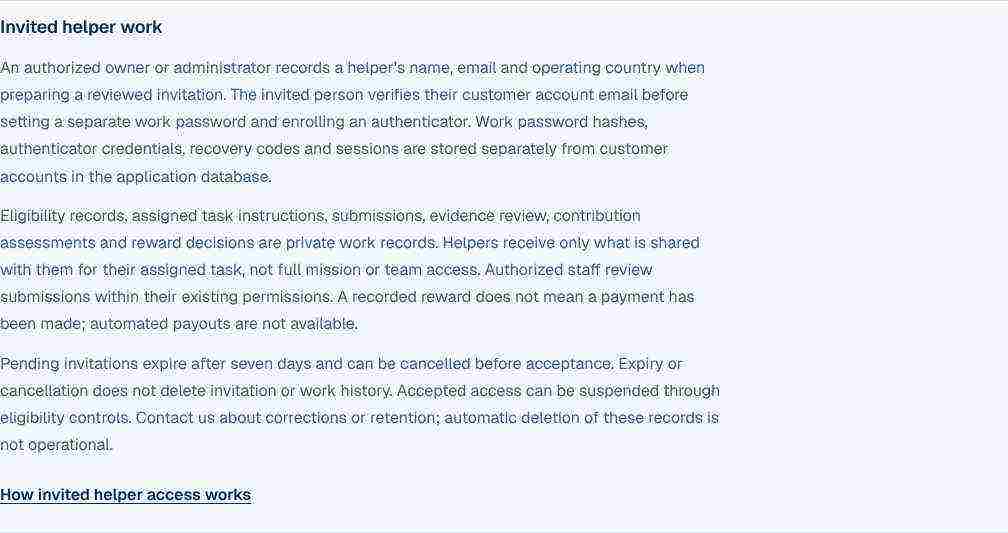 Invited helper work
An authorized owner or administrator records a helper's name, email and operating country when
preparing a reviewed invitation. The invited person verifies their customer account email before
setting a separate work password and enrolling an authenticator. Work password hashes,
authenticator credentials, recovery codes and sessions are stored separately from customer
accounts in the application database.
Eligibility records, assigned task instructions, submissions, evidence review, contribution
assessments and reward decisions are private work records. Helpers receive only what is shared
with them for their assigned task, not full mission or team access. Authorized staff review
submissions within their existing permissions. A recorded reward does not mean a payment has
been made; automated payouts are not available.
Pending invitations expire after seven days and can be cancelled before acceptance. Expiry or
cancellation does not delete invitation or work history. Accepted access can be suspended through
eligibility controls. Contact us about corrections or retention; automatic deletion of these records is
not operational.
How invited helper access works